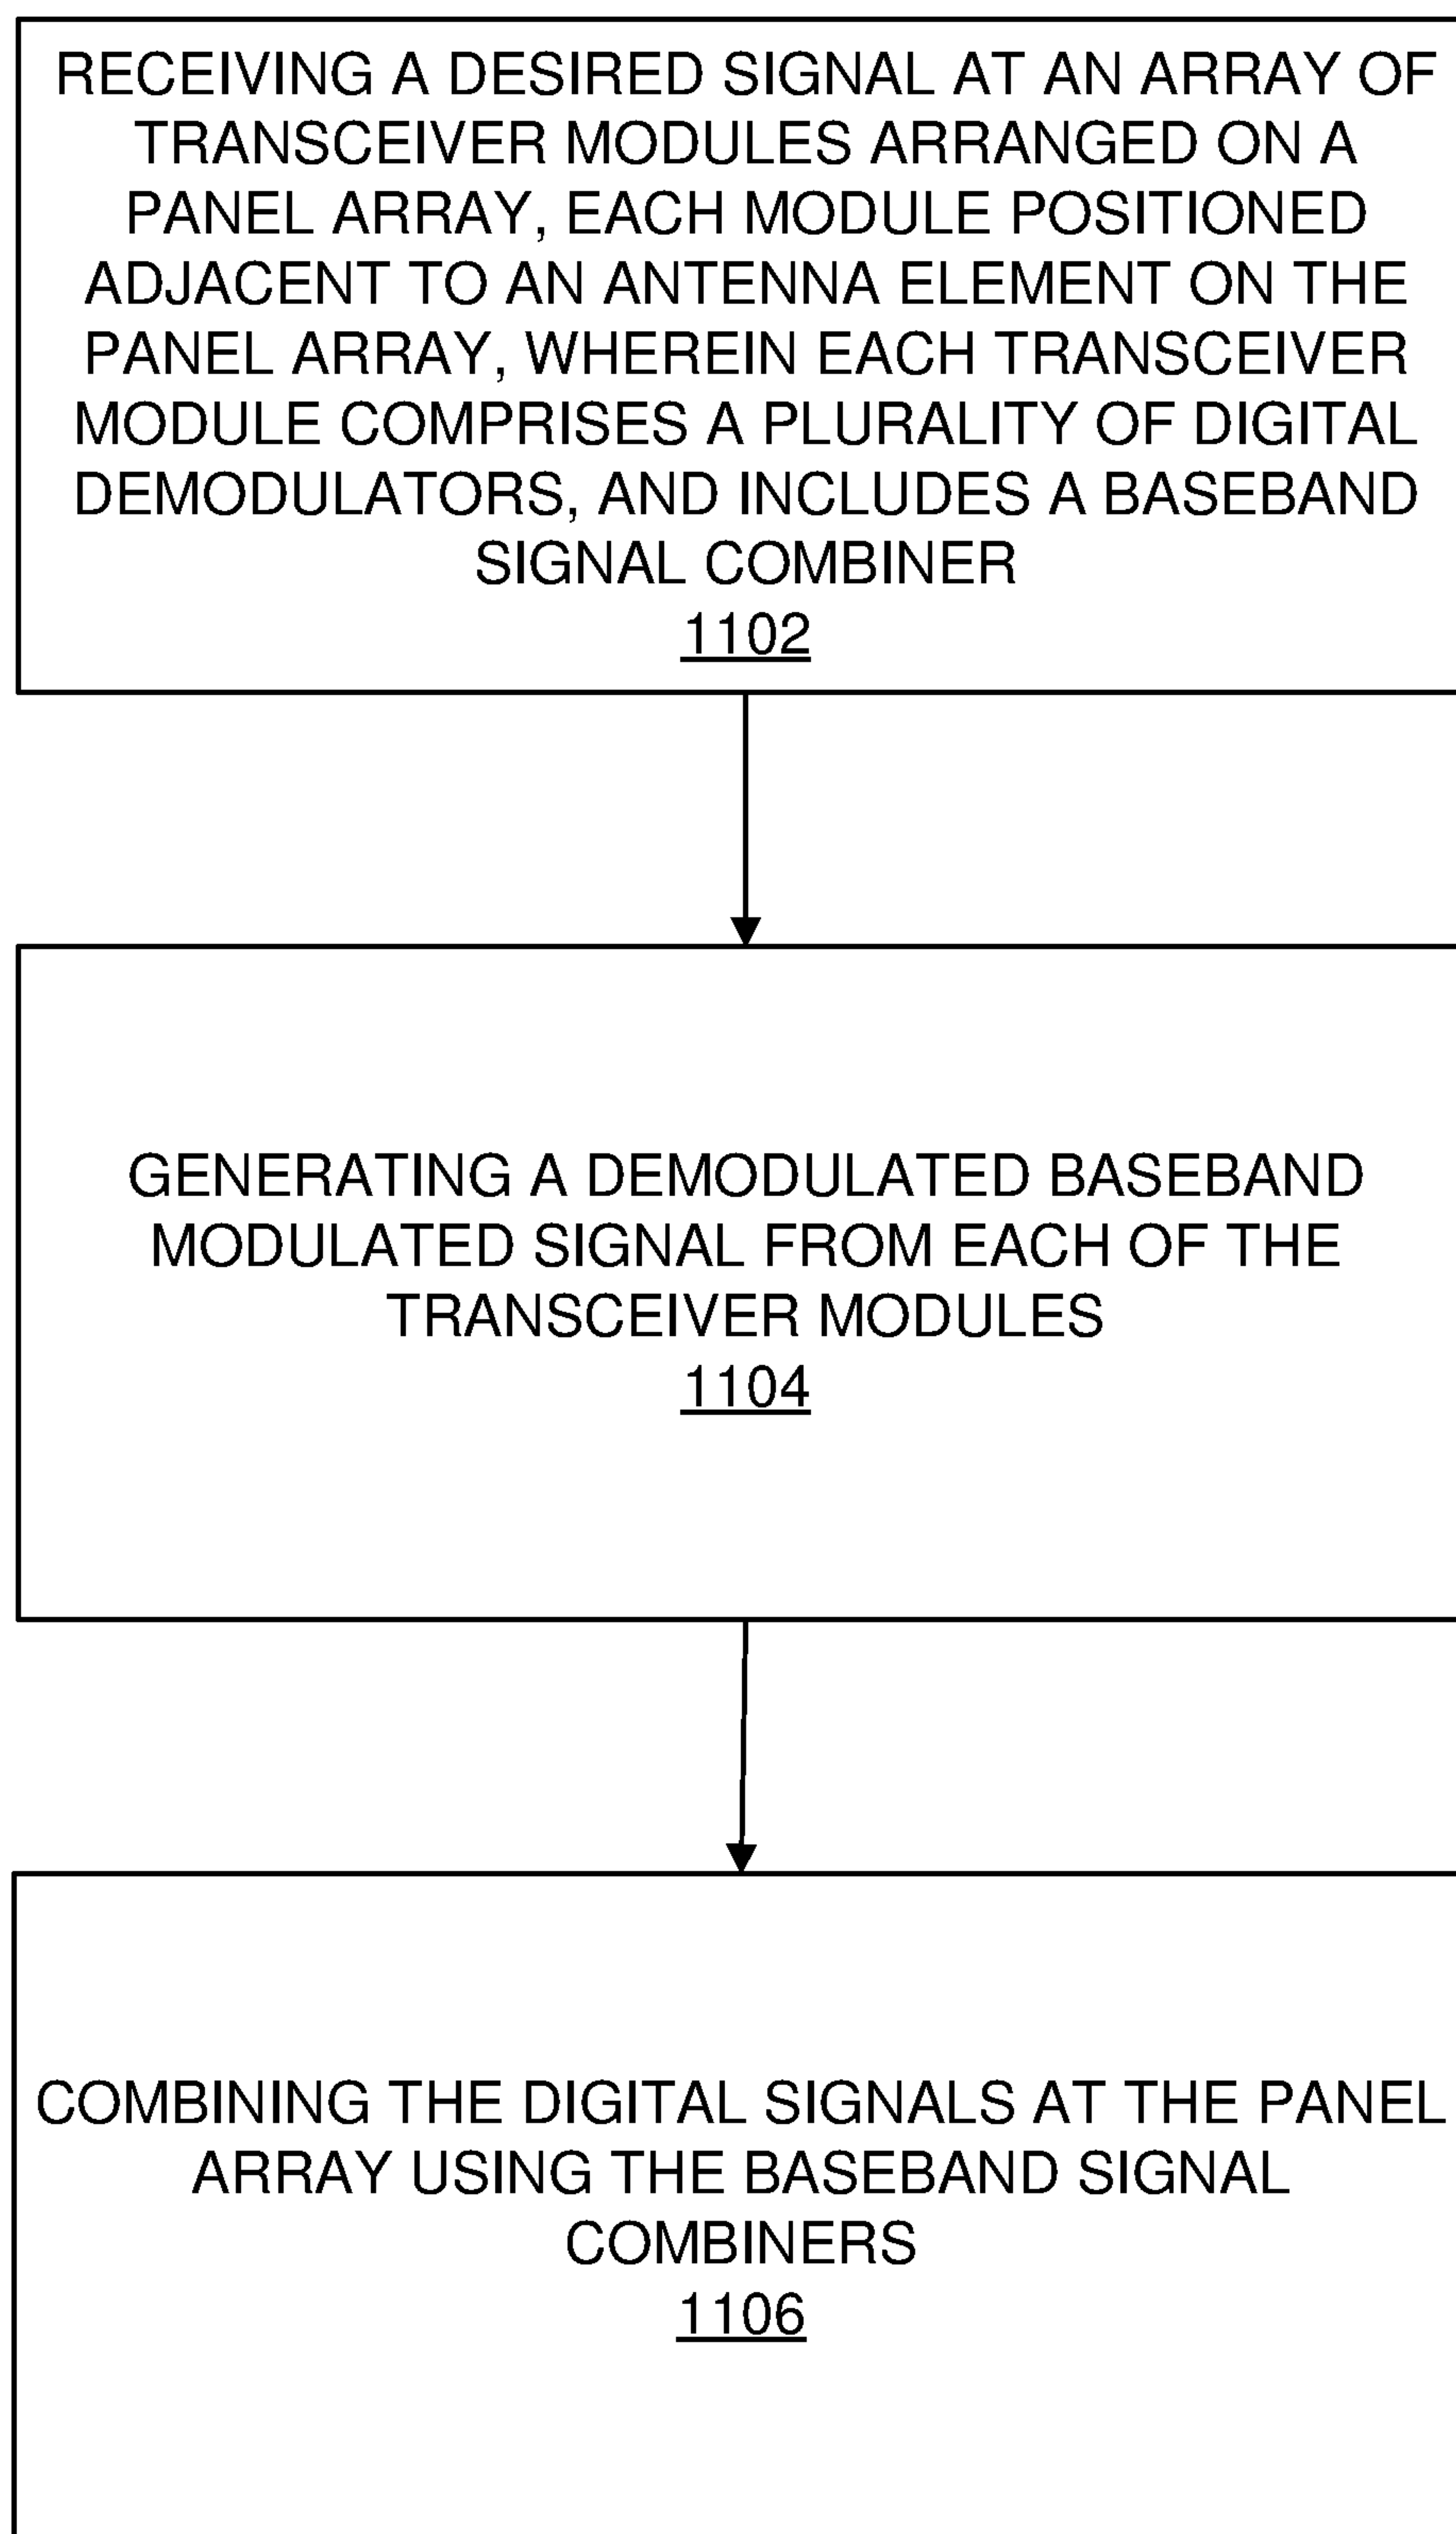 RECEIVING A DESIRED SIGNAL AT AN ARRAY OF
TRANSCEIVER MODULES ARRANGED ON A
PANEL ARRAY, EACH MODULE POSITIONED
ADJACENT TO AN ANTENNA ELEMENT ON THE
PANEL ARRAY, WHEREIN EACH TRANSCEIVER
MODULE COMPRISES A PLURALITY OF DIGITAL
DEMODULATORS, AND INCLUDES A BASEBAND
SIGNAL COMBINER
1102
GENERATING A DEMODULATED BASEBAND
MODULATED SIGNAL FROM EACH OF THE
TRANSCEIVER MODULES
1104
COMBINING THE DIGITAL SIGNALS AT THE PANEL
ARRAY USING THE BASEBAND SIGNAL
COMBINERS
1106